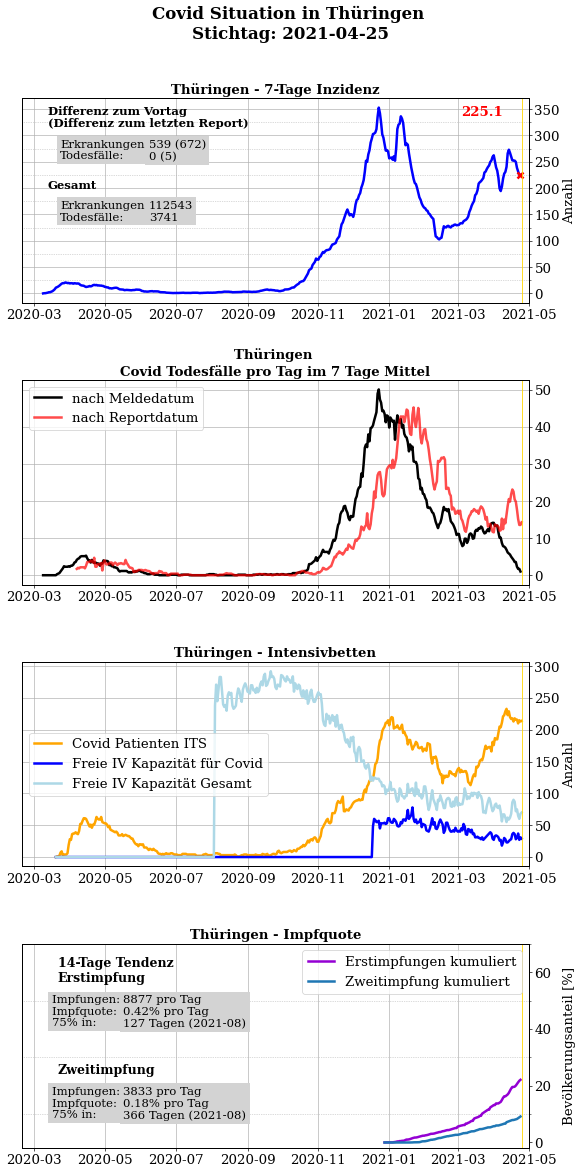 Covid Situation in Thüringen
Stichtag: 2021-04-25
Thüringen - 7-Tage Inzidenz
Differenz zum Vortag
(Differenz zum letzten Report)
Erkrankungen 539 (672)
Todesfälle: 0 (5)
Gesamt
Erkrankungen 112543
Todesfälle: 3741
225.1
350
300
250
200
150
100
50
0
Anzahl
2020-03 2020-05 2020-07 2020-09 2020-11 2021-01 2021-03 2021-05
Thüringen
Covid Todesfälle pro Tag im 7 Tage Mittel
nach Meldedatum
nach Reportdatum
50
40
30
20
10
0
2020-03 2020-05 2020-07 2020-09 2020-11 2021-01 2021-03 2021-05
Thüringen - Intensivbetten
Covid Patienten ITS
Freie IV Kapazität für Covid
Freie IV Kapazität Gesamt
300
250
200
150
100
50
0
Anzahl
2020-03 2020-05 2020-07 2020-09 2020-11 2021-01 2021-03 2021-05
Thüringen - Impfquote
14-Tage Tendenz
Erstimpfung
Impfungen: 8877 pro Tag
Impfquote: 0.42% pro Tag
75% in: 127 Tagen (2021-08)
Zweitimpfung
Impfungen: 3833 pro Tag
Impfquote: 0.18% pro Tag
75% in: 366 Tagen (2021-08)
Erstimpfungen kumuliert
Zweitimpfung kumuliert
60
40
20
0
Bevölkerungsanteil [%]
2020-03 2020-05 2020-07 2020-09 2020-11 2021-01 2021-03 2021-05